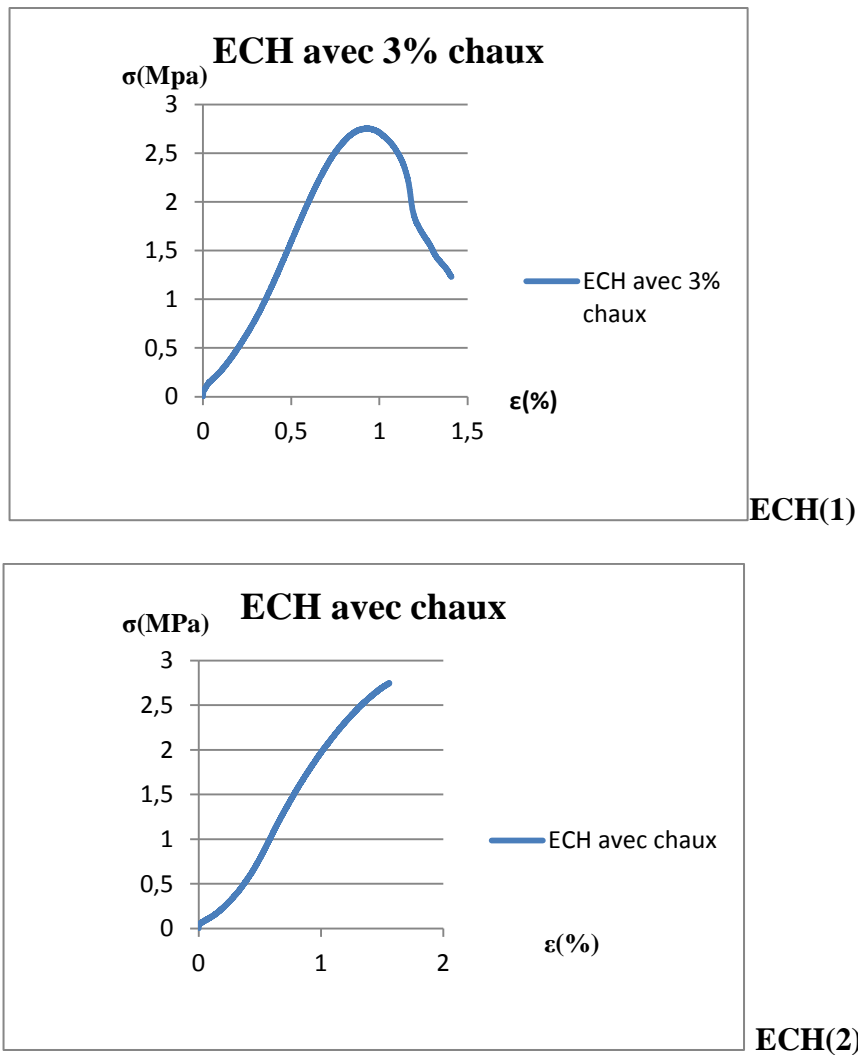 ECH avec 3% chaux
σ(Mpa)
3
2,5
2
1,5
1
0,5
0
0 0,5 1 1,5
ε(%)
ECH avec 3%
chaux
ECH(1)
ECH avec chaux
σ(MPa)
3
2,5
2
1,5
1
0,5
0
0 1 2
ε(%)
ECH avec chaux
ECH(2)